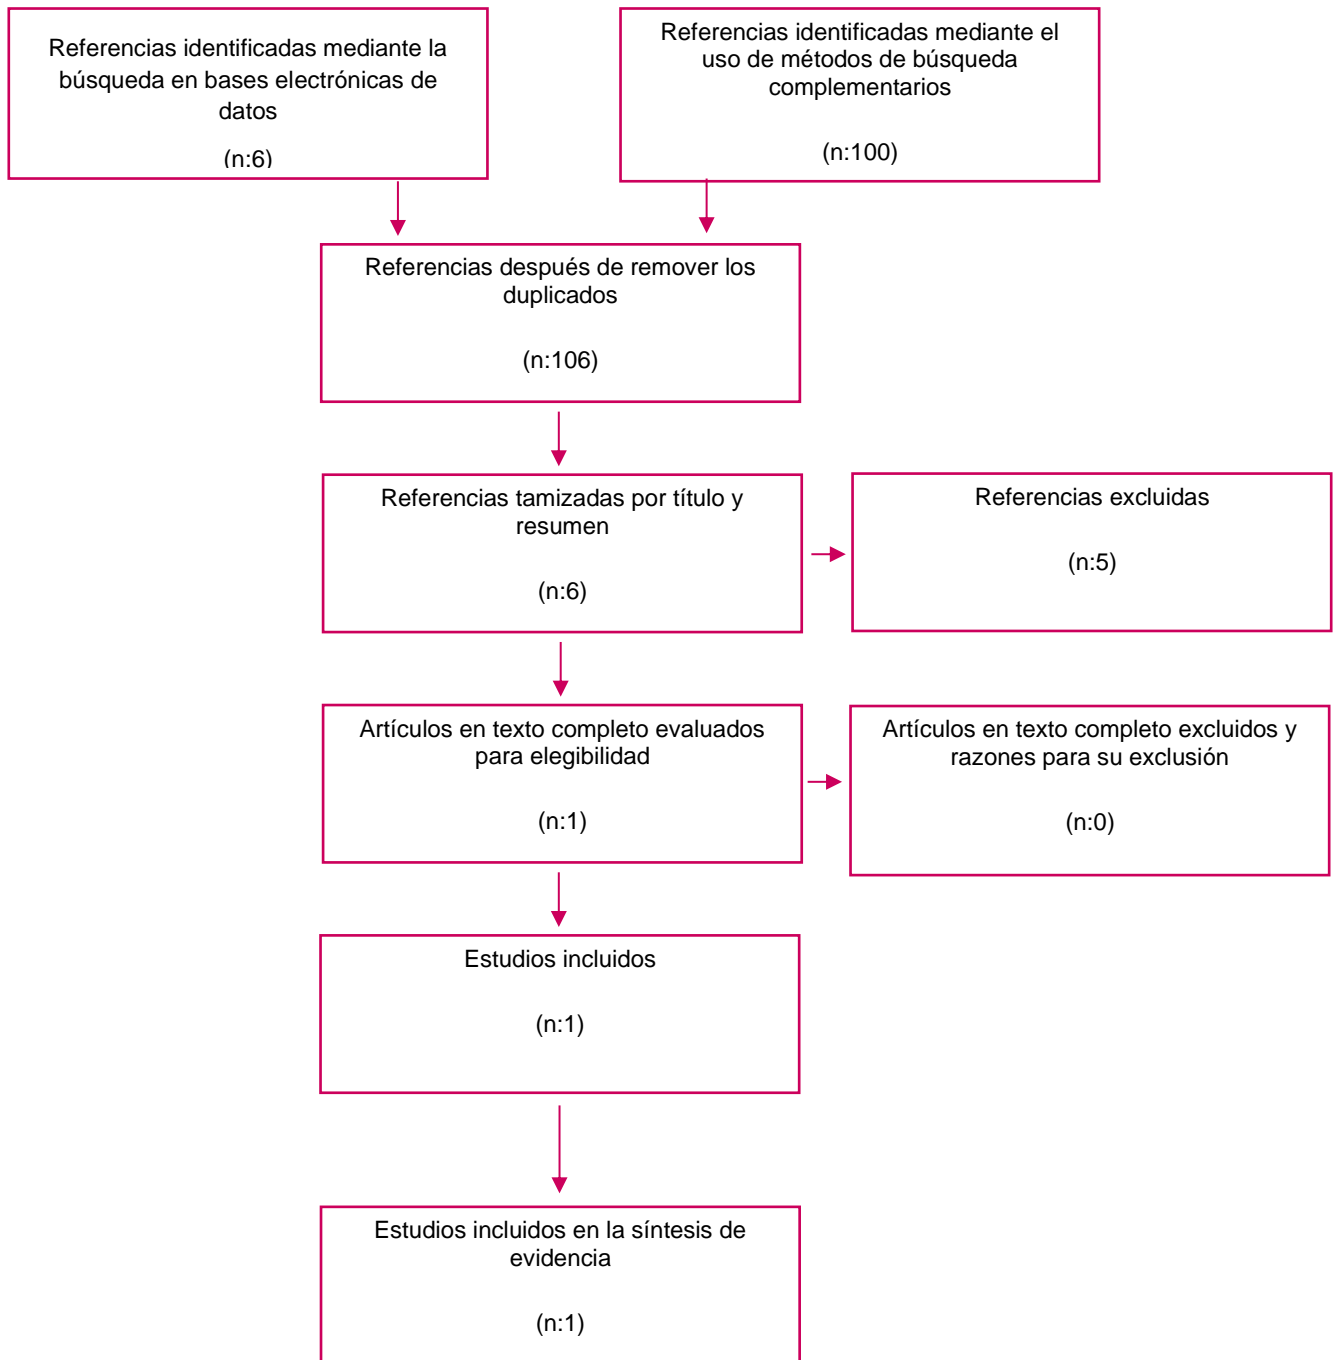 Referencias identificadas mediante la
búsqueda en bases electrónicas de
datos
(n:6)
Referencias identificadas mediante el
uso de métodos de búsqueda
complementarios
(n:100)
Referencias después de remover los
duplicados
(n:106)
Referencias tamizadas por título y
resumen
(n:6)
Referencias excluidas
(n:5)
Artículos en texto completo evaluados
para elegibilidad
(n:1)
Artículos en texto completo excluidos y
razones para su exclusión
(n:0)
Estudios incluidos
(n:1)
Estudios incluidos en la síntesis de
evidencia
(n:1)